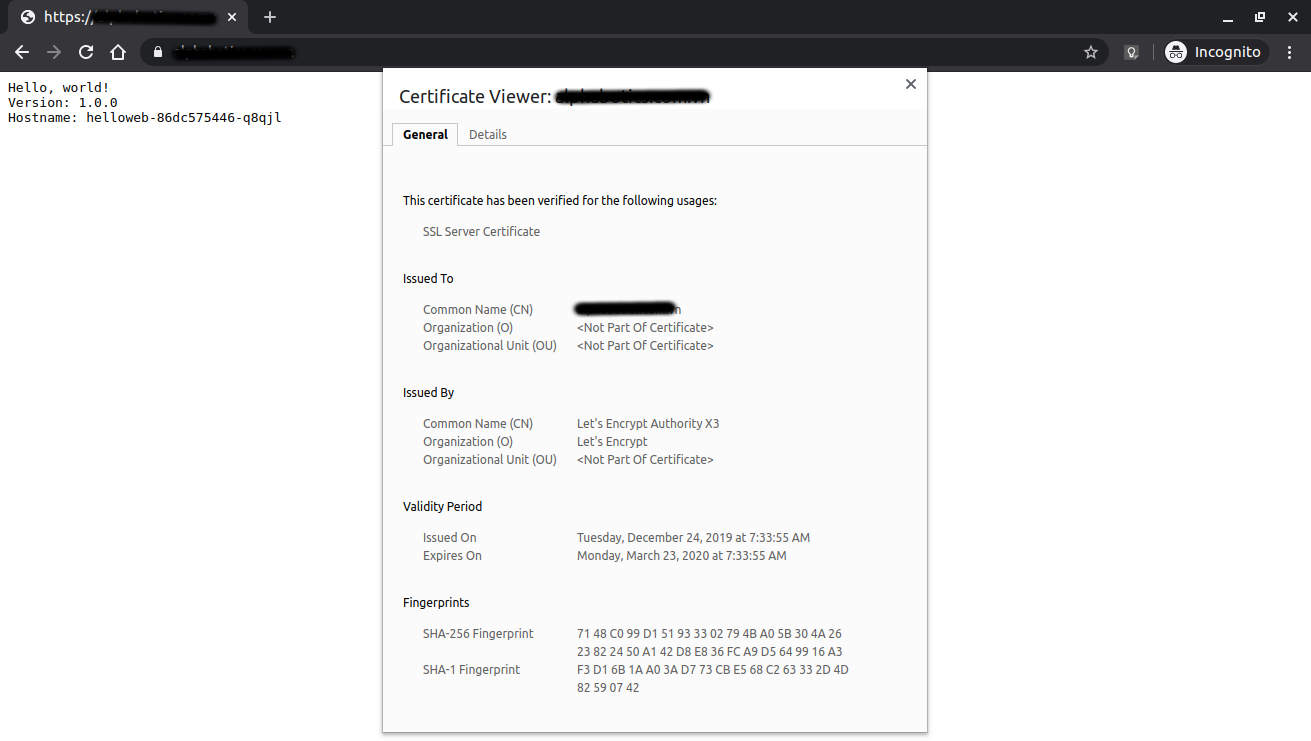 https://
Incognito
Hello, world!
Version: 1.0.0
Hostname: helloweb-86dc575446-q8qjl
Certificate Viewer:
General Details
This certificate has been verified for the following usages:
SSL Server Certificate
Issued To
Common Name (CN)
Organization (O) <Not Part Of Certificate>
Organizational Unit (OU) <Not Part Of Certificate>
Issued By
Common Name (CN) Let's Encrypt Authority X3
Organization (O) Let's Encrypt
Organizational Unit (OU) <Not Part Of Certificate>
Validity Period
Issued On Tuesday, December 24, 2019 at 7:33:55 AM
Expires On Monday, March 23, 2020 at 7:33:55 AM
Fingerprints
SHA-256 Fingerprint 71 48 C0 99 D1 51 93 33 02 79 4B A0 5B 30 4A 26
23 82 24 50 A1 42 D8 E8 36 FC A9 D5 64 99 16 A3
SHA-1 Fingerprint F3 D1 6B 1A A0 3A D7 73 CB E5 68 C2 63 33 2D 4D
82 59 07 42